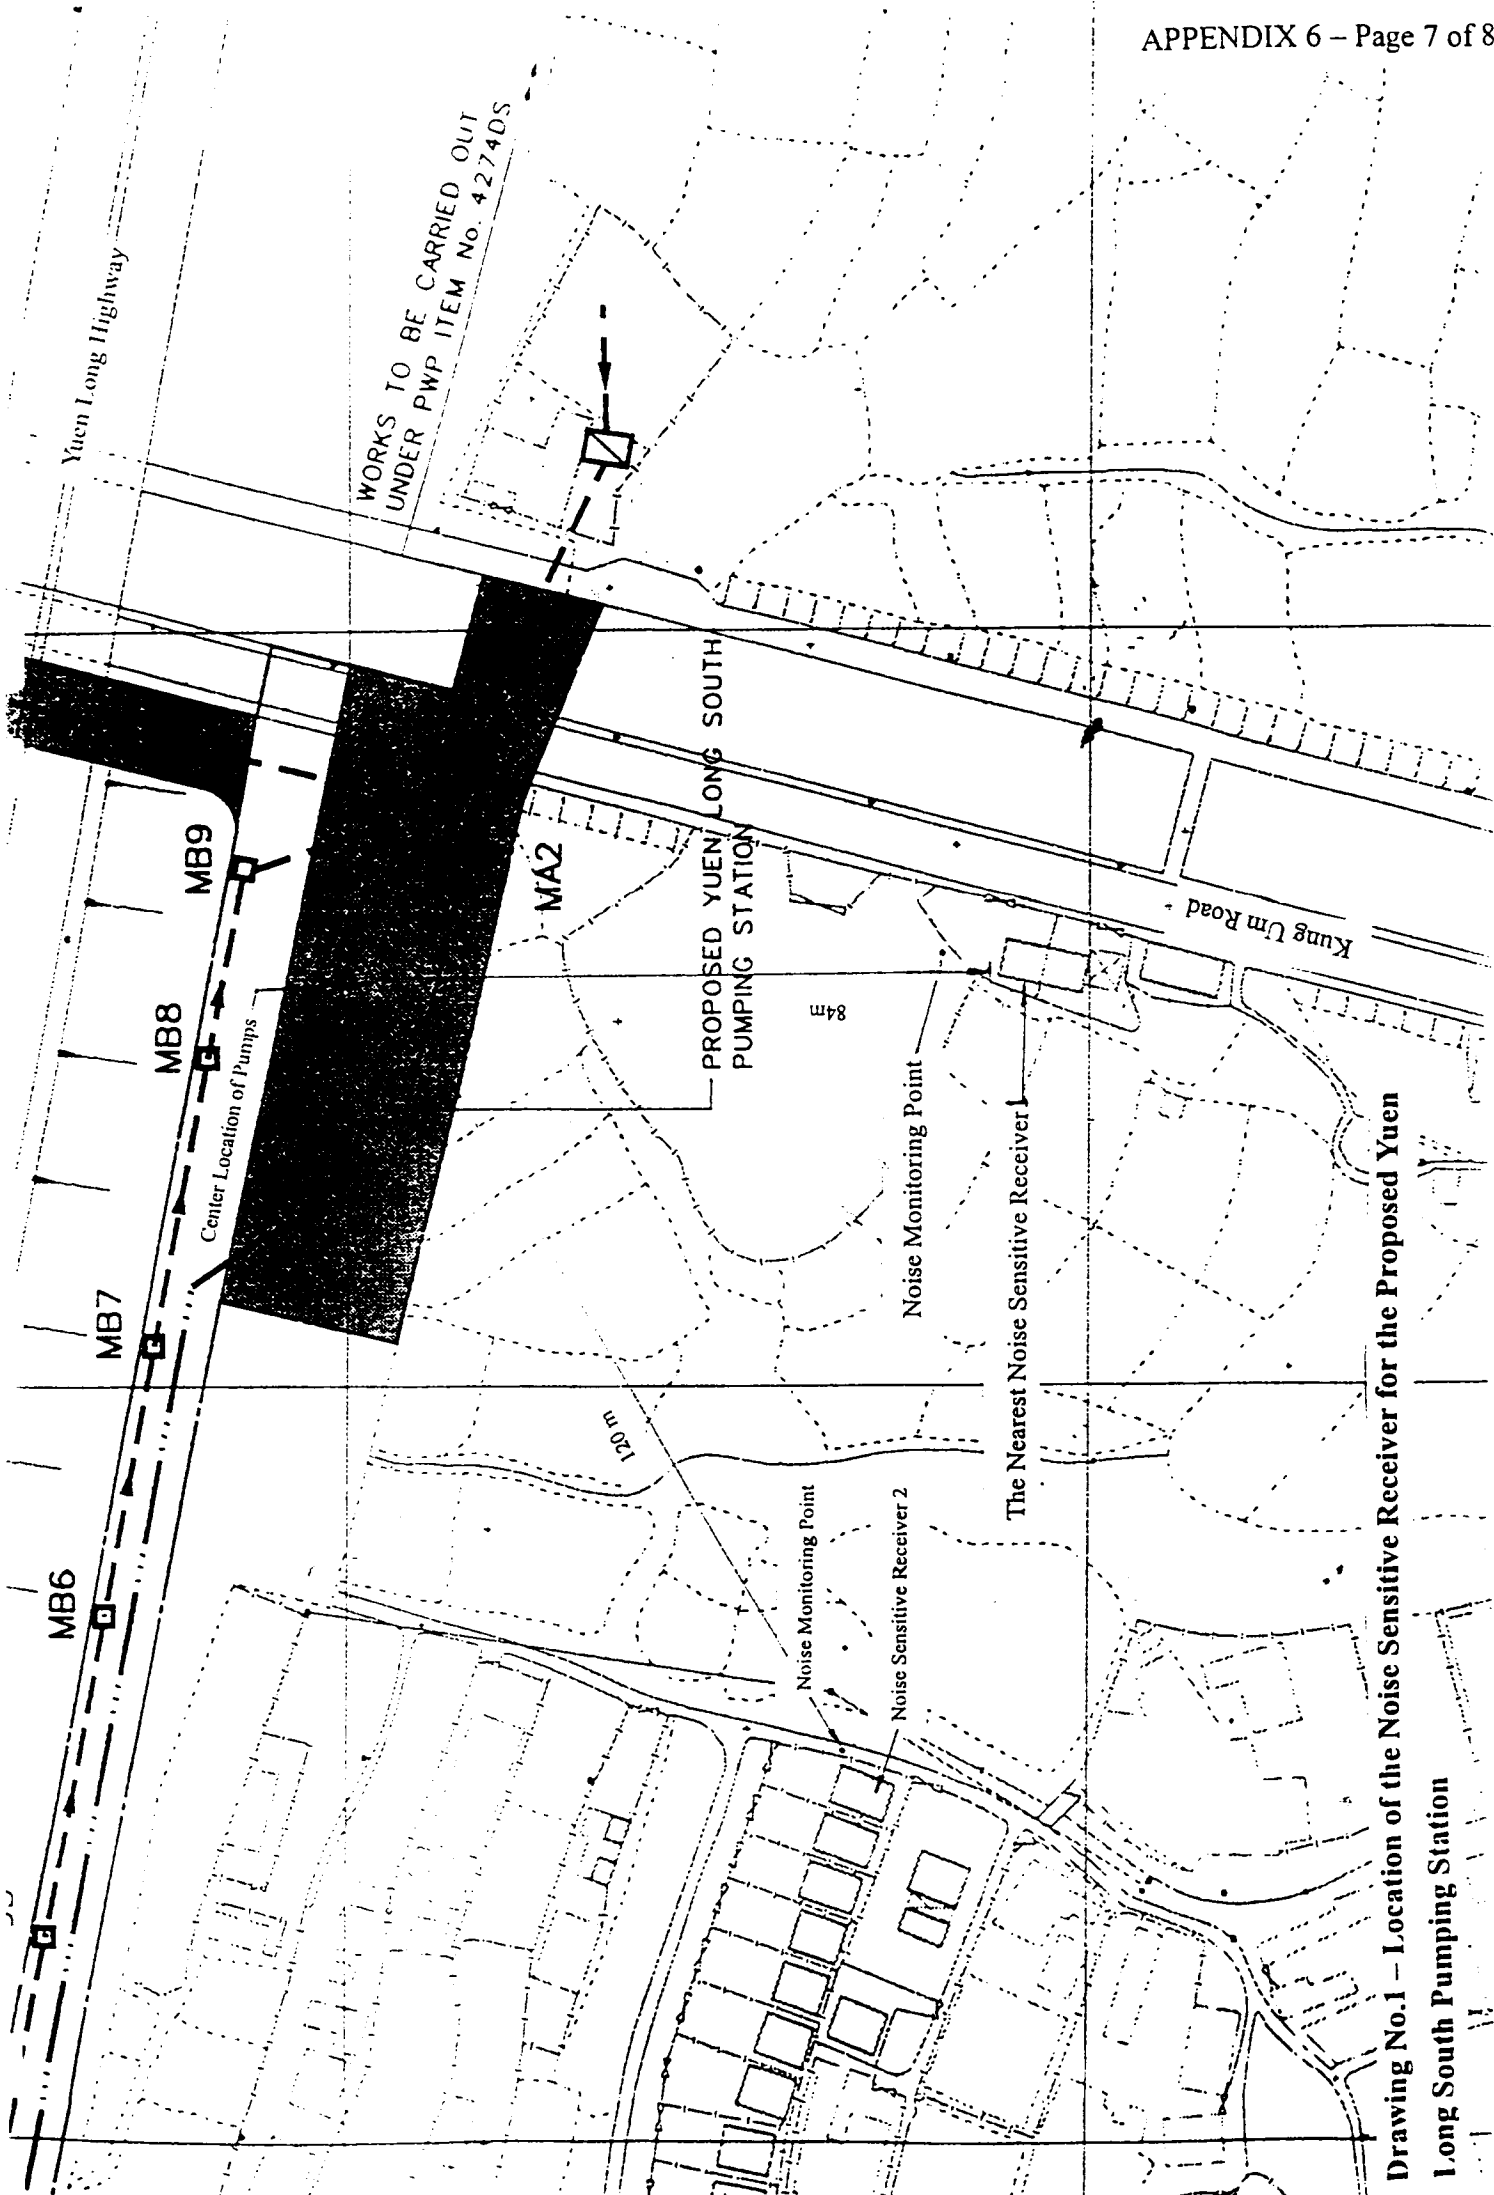 APPENDIX 6 – Page 7 of 8
Yuen Long Highway
WORKS TO BE CARRIED OUT
UNDER PWP ITEM No. 4274DS
MB9
MB8
MB7
MB6
Center Location of Pumps
MA2
PROPOSED YUEN LONG SOUTH
PUMPING STATION
84m
Kung Um Road
Noise Monitoring Point
The Nearest Noise Sensitive Receiver 1
120 m
Noise Monitoring Point
Noise Sensitive Receiver 2
Drawing No.1 – Location of the Noise Sensitive Receiver for the Proposed Yuen
Long South Pumping Station